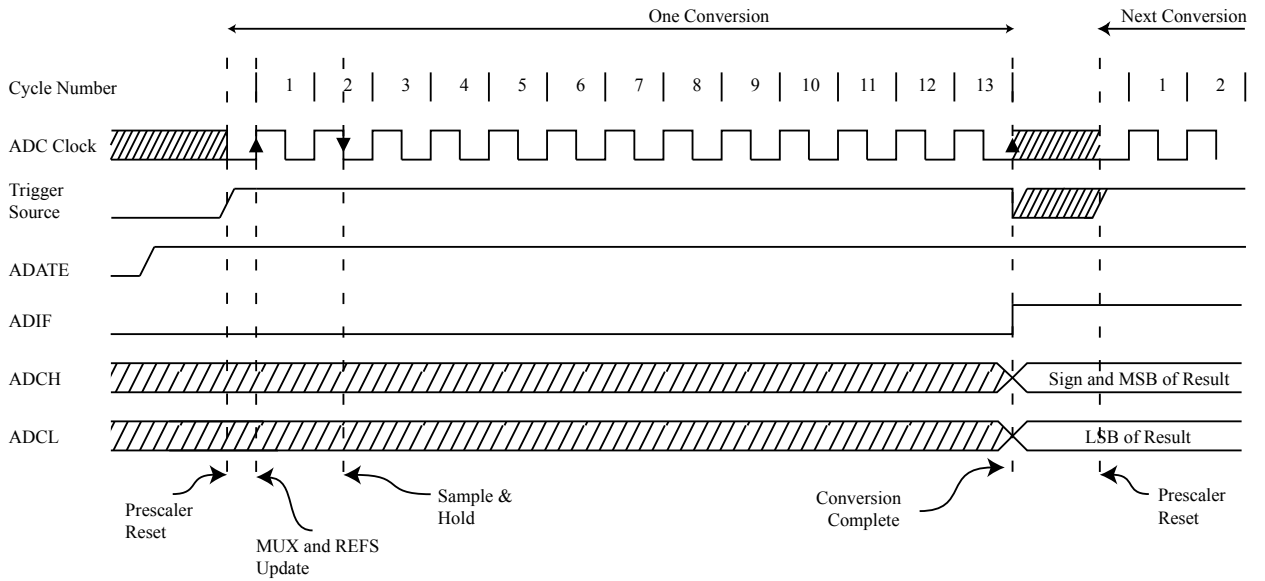 One Conversion
Next Conversion
Cycle Number
1 2 3 4 5 6 7 8 9 10 11 12 13 1 2
ADC Clock
Trigger
Source
ADATE
ADIF
ADCH
Sign and MSB of Result
ADCL
LSB of Result
Prescaler
Reset
MUX and REFS
Update
Sample &
Hold
Conversion
Complete
Prescaler
Reset